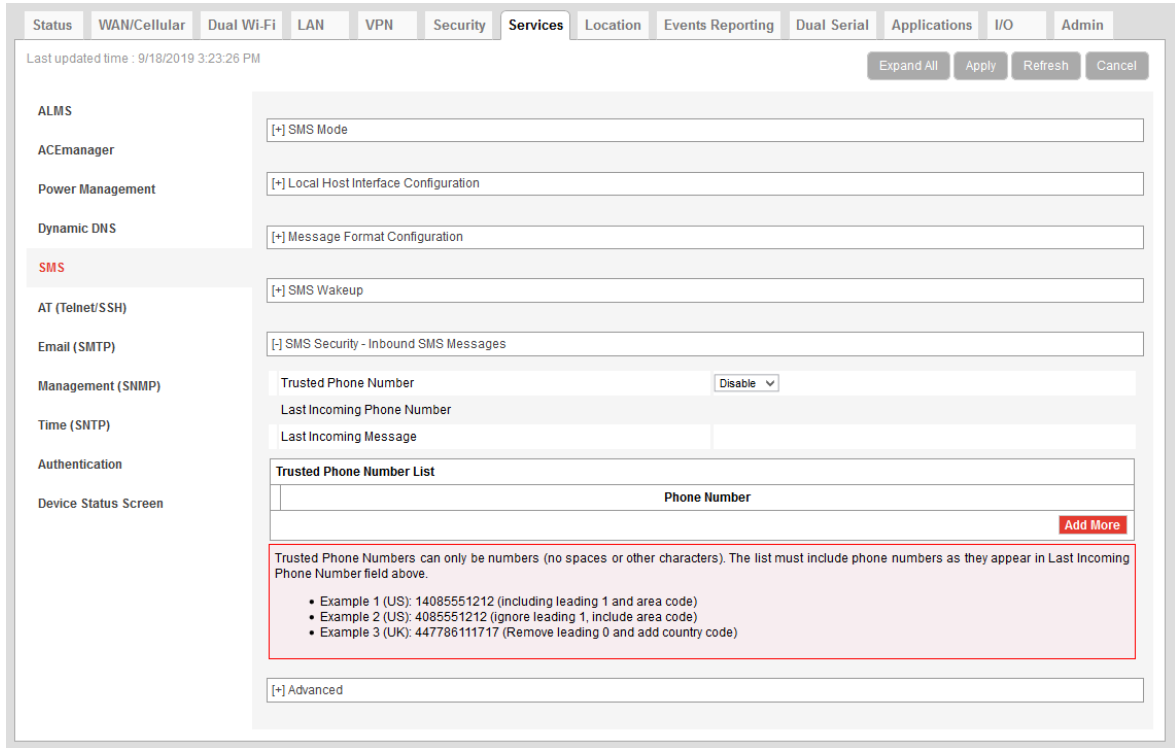 Status WAN/Cellular Dual Wi-Fi LAN VPN Security Services Location Events Reporting Dual Serial Applications I/O Admin
Last updated time : 9/18/2019 3:23:26 PM
Expand All Apply Refresh Cancel
ALMS
ACEmanager
Power Management
Dynamic DNS
SMS
AT (Telnet/SSH)
Email (SMTP)
Management (SNMP)
Time (SNTP)
Authentication
Device Status Screen
[+] SMS Mode
[+] Local Host Interface Configuration
[+] Message Format Configuration
[+] SMS Wakeup
[-] SMS Security - Inbound SMS Messages
Trusted Phone Number Disable
Last Incoming Phone Number
Last Incoming Message
Trusted Phone Number List
Phone Number
Add More
Trusted Phone Numbers can only be numbers (no spaces or other characters). The list must include phone numbers as they appear in Last Incoming
Phone Number field above.
• Example 1 (US): 14085551212 (including leading 1 and area code)
• Example 2 (US): 4085551212 (ignore leading 1, include area code)
• Example 3 (UK): 447786111717 (Remove leading 0 and add country code)
[+] Advanced